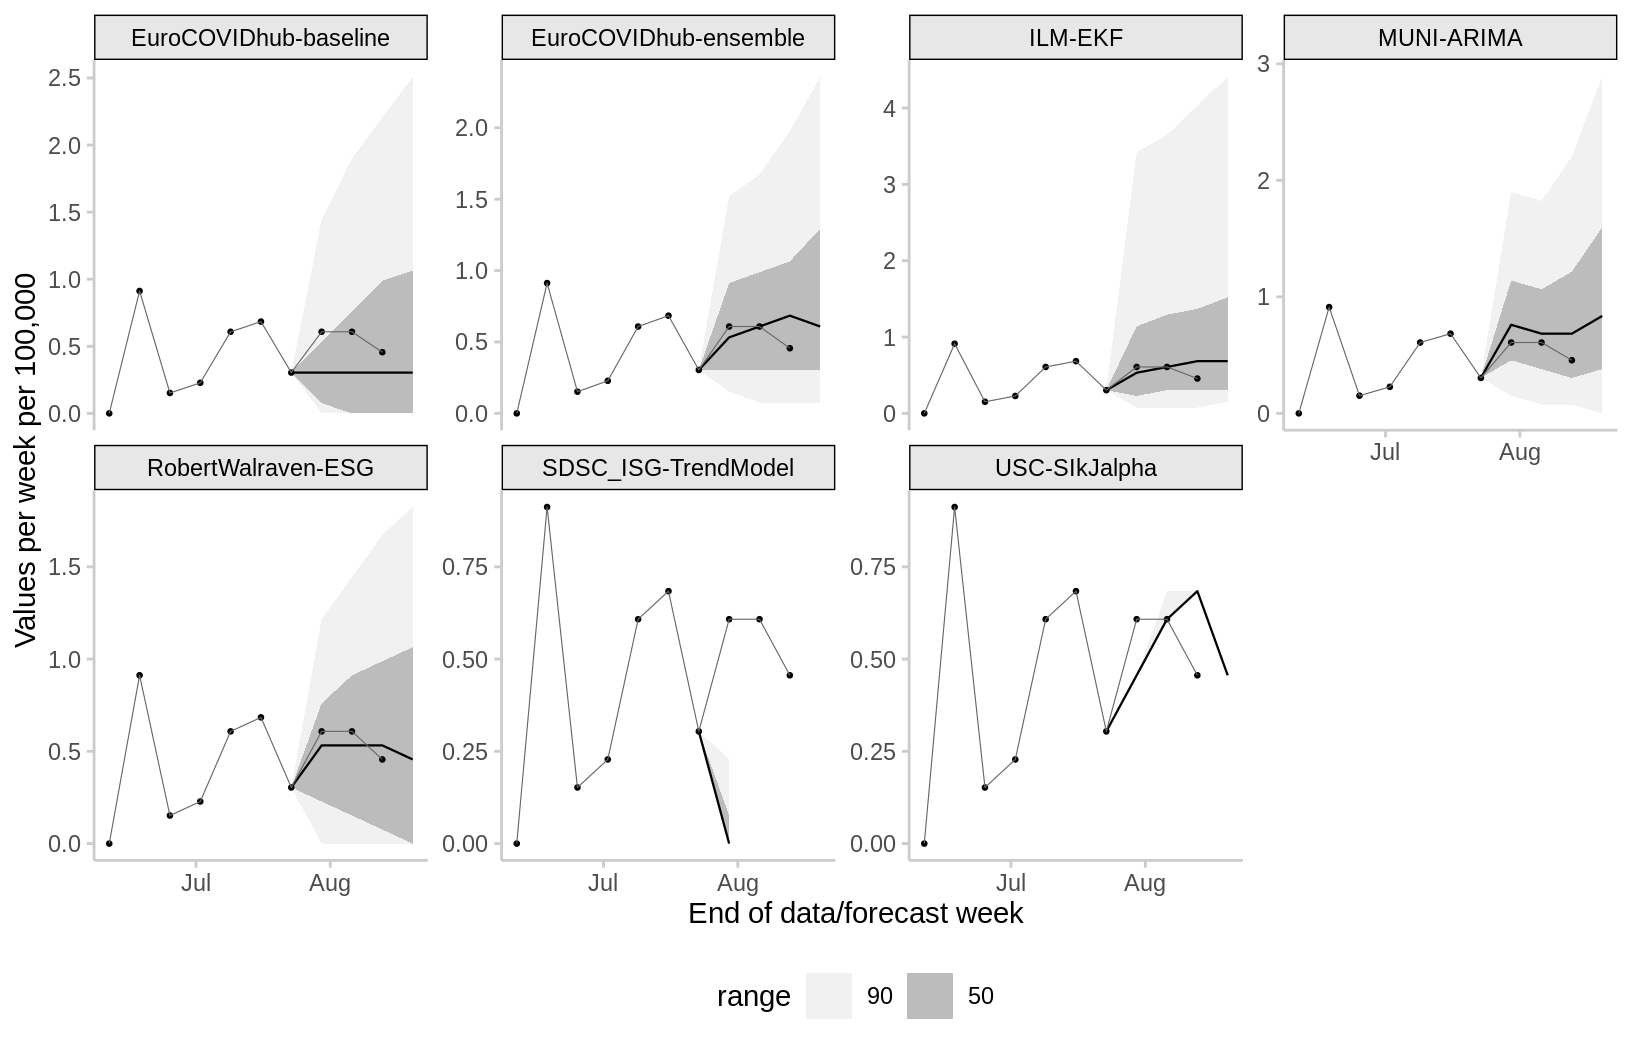 EuroCOVIDhub-baseline
EuroCOVIDhub-ensemble
ILM-EKF
MUNI-ARIMA
2.5
2.0
1.5
1.0
0.5
0.0
2.0
1.5
1.0
0.5
0.0
4
3
2
1
0
3
2
1
0
Jul
Aug
Values per week per 100,000
RobertWalraven-ESG
SDSC_ISG-TrendModel
USC-SIkJalpha
1.5
1.0
0.5
0.0
0.75
0.50
0.25
0.00
0.75
0.50
0.25
0.00
Jul
Aug
Jul
Aug
Jul
Aug
End of data/forecast week
range
90
50